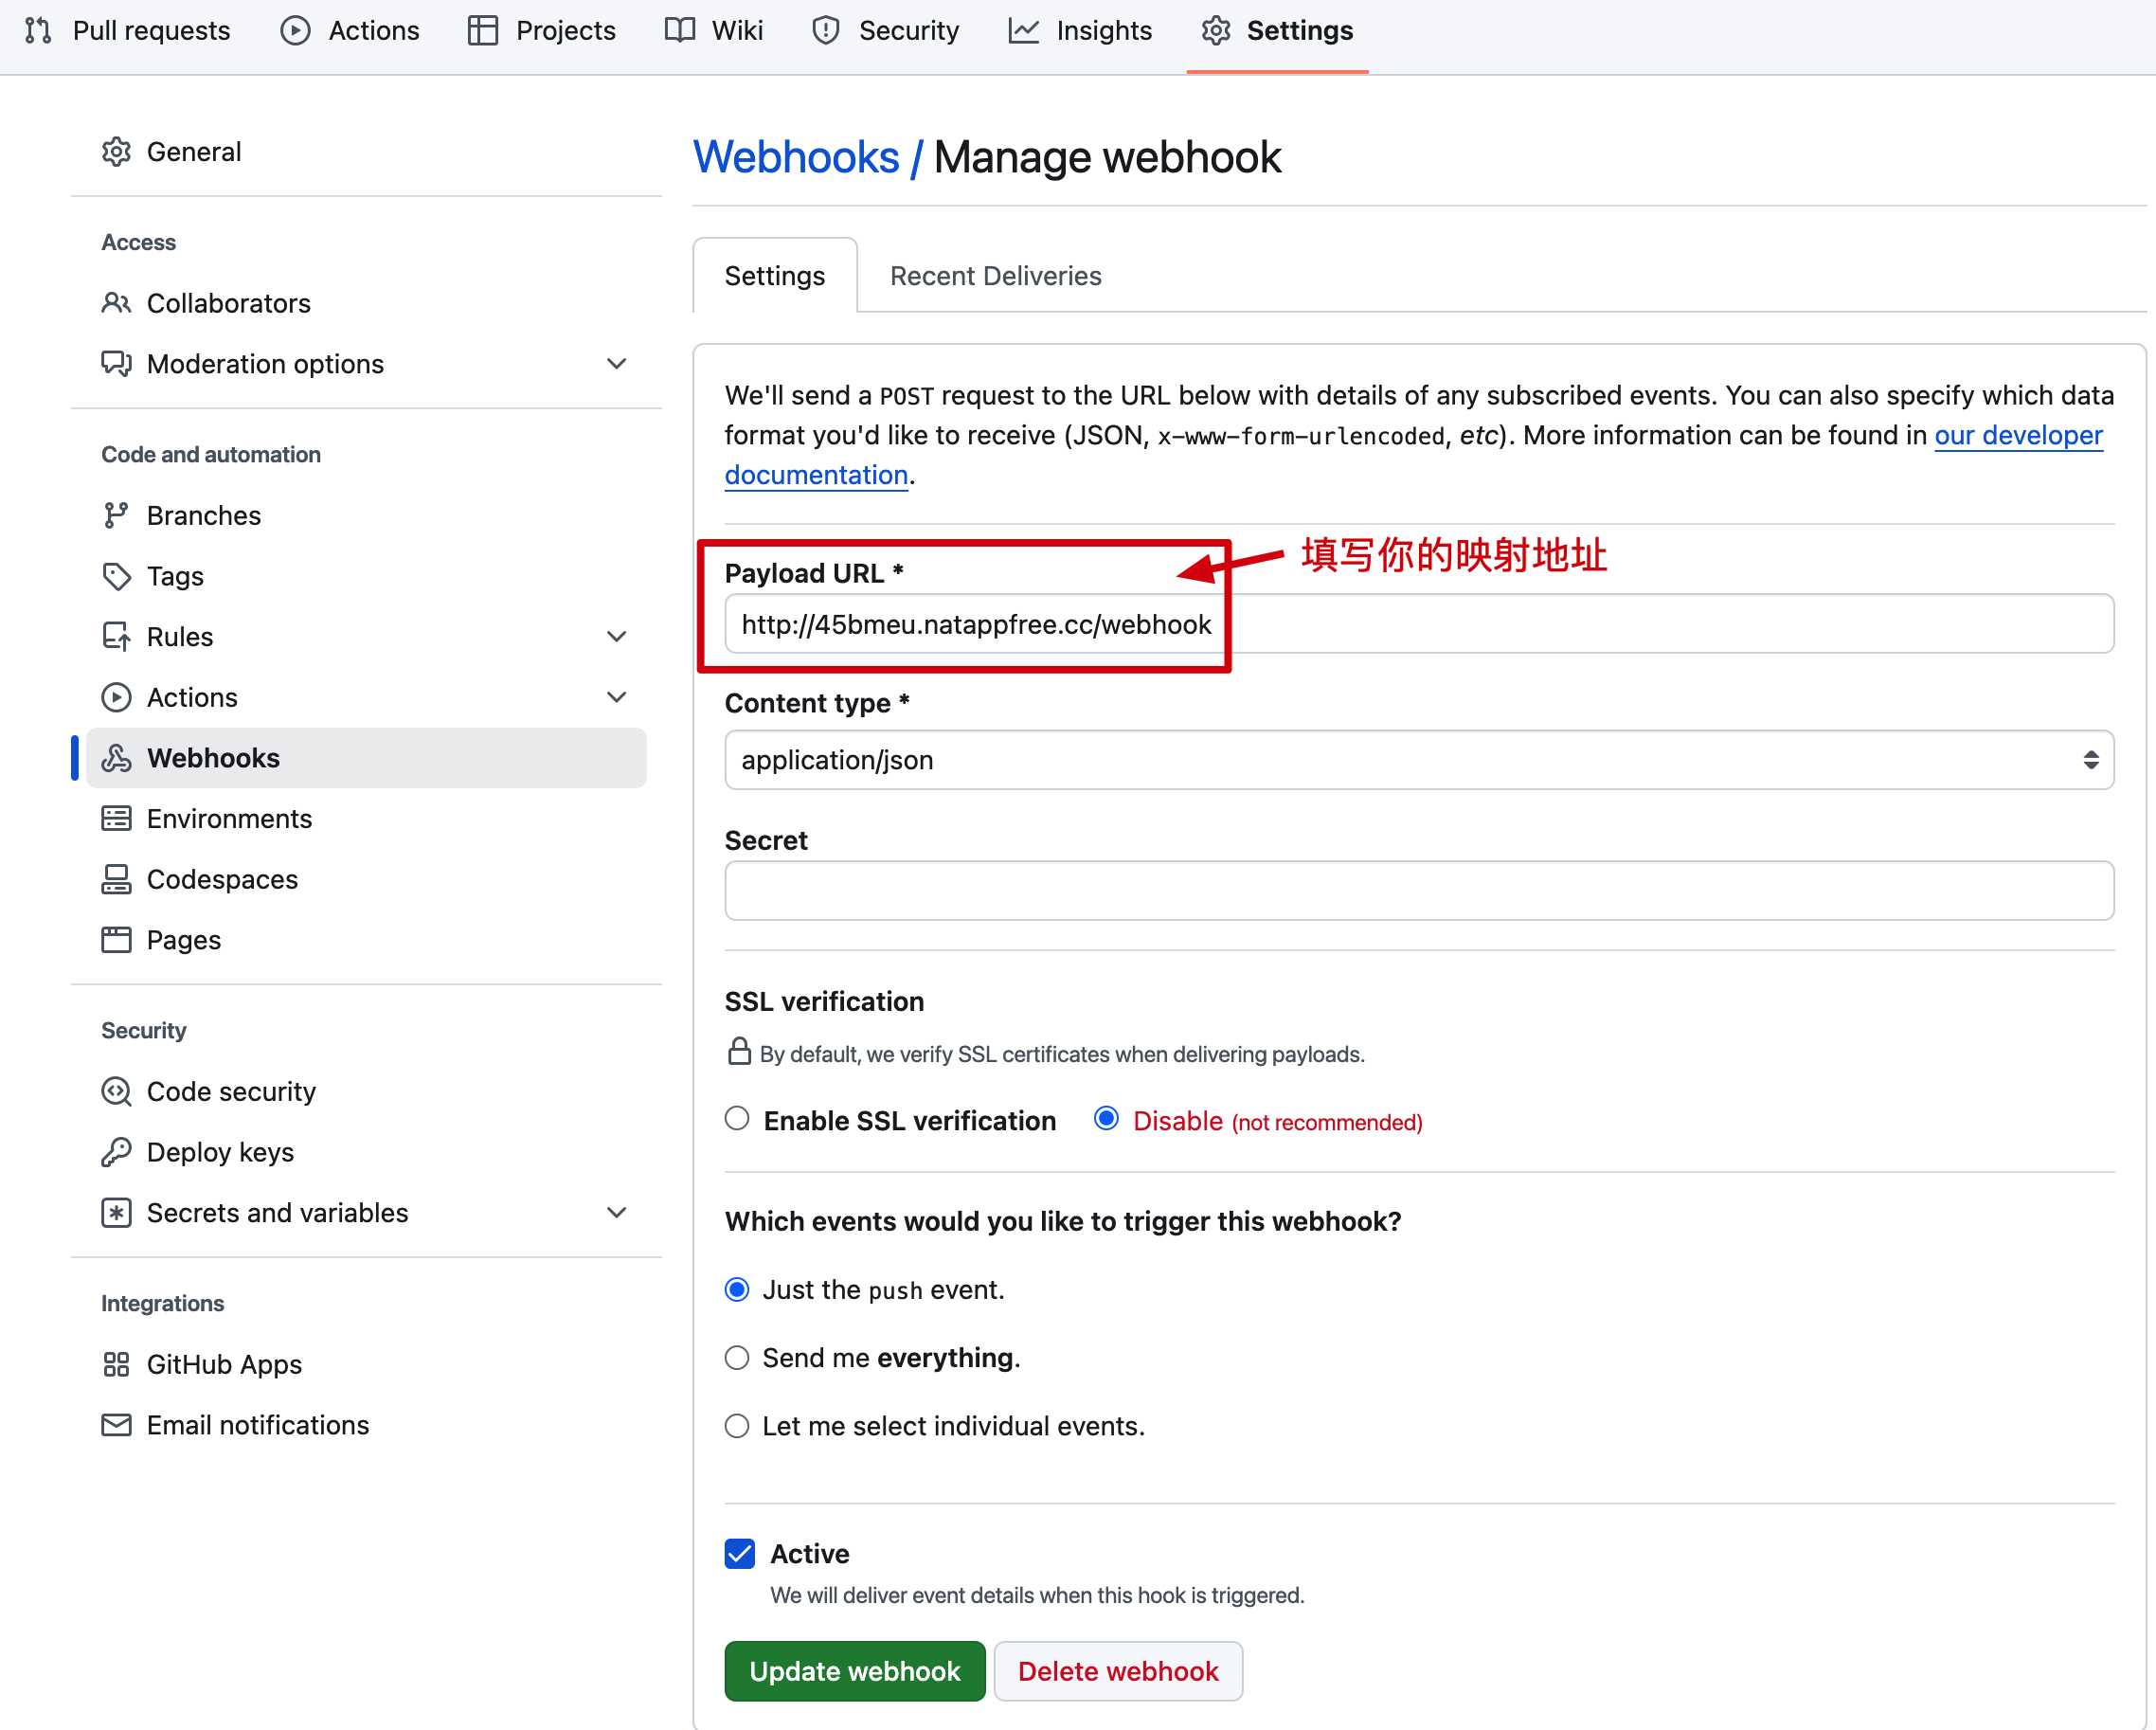 Pull requests
Actions
Projects
Wiki
Security
Insights
Settings
General
Access
Collaborators
Moderation options
Code and automation
Branches
Tags
Rules
Actions
Webhooks
Environments
Codespaces
Pages
Security
Code security
Deploy keys
Secrets and variables
Integrations
GitHub Apps
Email notifications
Webhooks / Manage webhook
Settings
Recent Deliveries
We'll send a POST request to the URL below with details of any subscribed events. You can also specify which data
format you'd like to receive (JSON, x-www-form-urlencoded, etc). More information can be found in our developer
documentation.
填写你的映射地址
Payload URL *
http://45bmeu.natappfree.cc/webhook
Content type *
application/json
Secret
SSL verification
By default, we verify SSL certificates when delivering payloads.
Enable SSL verification
Disable (not recommended)
Which events would you like to trigger this webhook?
Just the push event.
Send me everything.
Let me select individual events.
Active
We will deliver event details when this hook is triggered.
Update webhook
Delete webhook